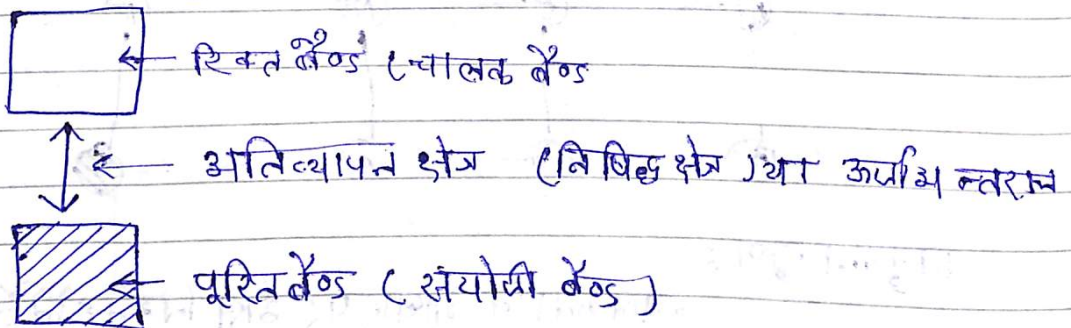 रिक्त बैण्ड (चालक बैण्ड
अतिव्यापन क्षेत्र (निषिद्ध क्षेत्र) या ऊर्जा अन्तराल
पूरित बैण्ड (संयोजी बैण्ड)